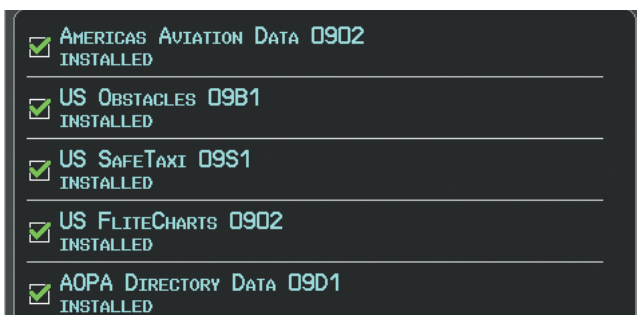 Americas Aviation Data 0902
INSTALLED
US Obstacles 09B1
INSTALLED
US SafeTaxi 09S1
INSTALLED
US FliteCharts 0902
INSTALLED
AOPA Directory Data 09D1
INSTALLED